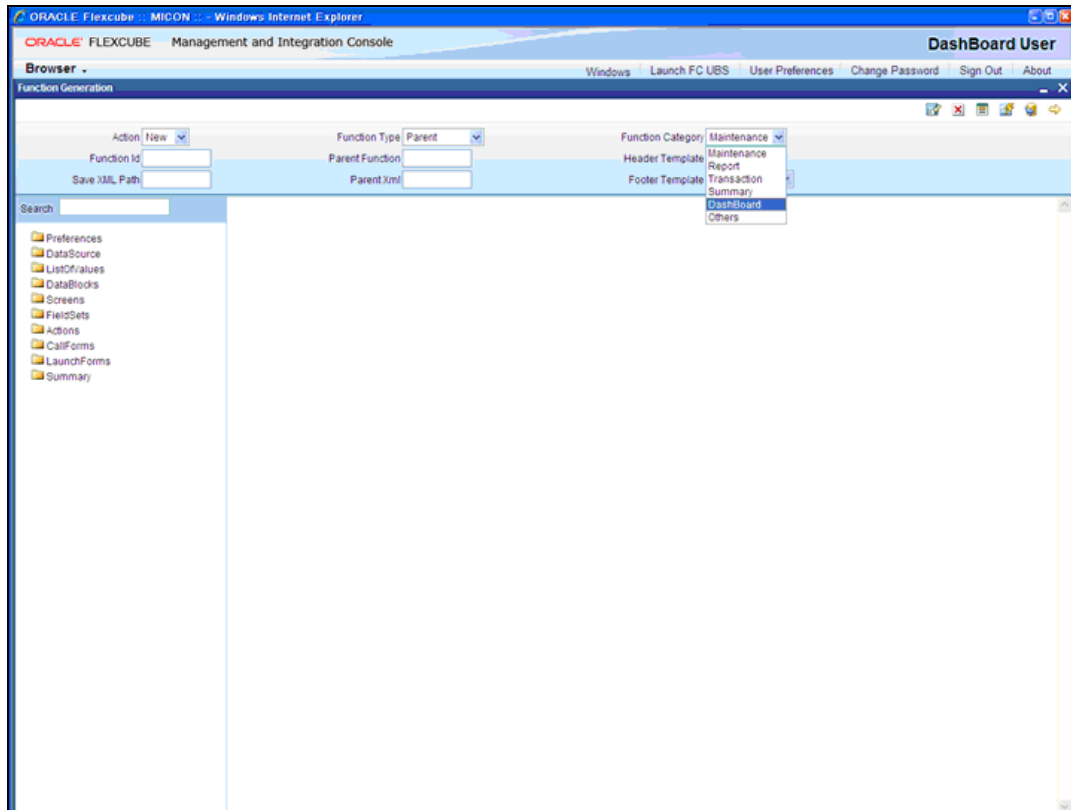 ORACLE Flexcube :: MICON :: - Windows Internet Explorer
ORACLE' FLEXCUBE Management and Integration Console DashBoard User
Browser Windows Launch FC UBS User Preferences Change Password Sign Out About
Function Generation
Action New Function Type Parent Function Category Maintenance
Function Id Parent Function Header Template Maintenance
Report
Save XML Path Parent Xml Footer Template Transaction
Summary
DashBoard
Others
Search
Preferences
DataSource
ListOfValues
DataBlocks
Screens
FieldSets
Actions
CallForms
LaunchForms
Summary